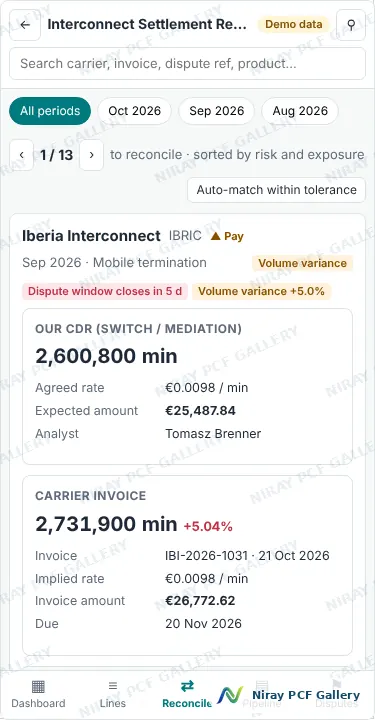 ← Interconnect Settlement Re... Demo data
Search carrier, invoice, dispute ref, product...
All periods Oct 2026 Sep 2026 Aug 2026
‹ 1 / 13 › to reconcile · sorted by risk and exposure
Auto-match within tolerance
Iberia Interconnect IBRIC ▲ Pay
Sep 2026 · Mobile termination Volume variance
Dispute window closes in 5 d Volume variance +5.0%
OUR CDR (SWITCH / MEDIATION)
2,600,800 min
Agreed rate €0.0098 / min
Expected amount €25,487.84
Analyst Tomasz Brenner
CARRIER INVOICE
2,731,900 min +5.04%
Invoice IBI-2026-1031 · 21 Oct 2026
Implied rate €0.0098 / min
Invoice amount €26,772.62
Due 20 Nov 2026
Dashboard Lines Reconcile Pipeline Disputes
Niray PCF Gallery
NIRAY PCF GALLERY